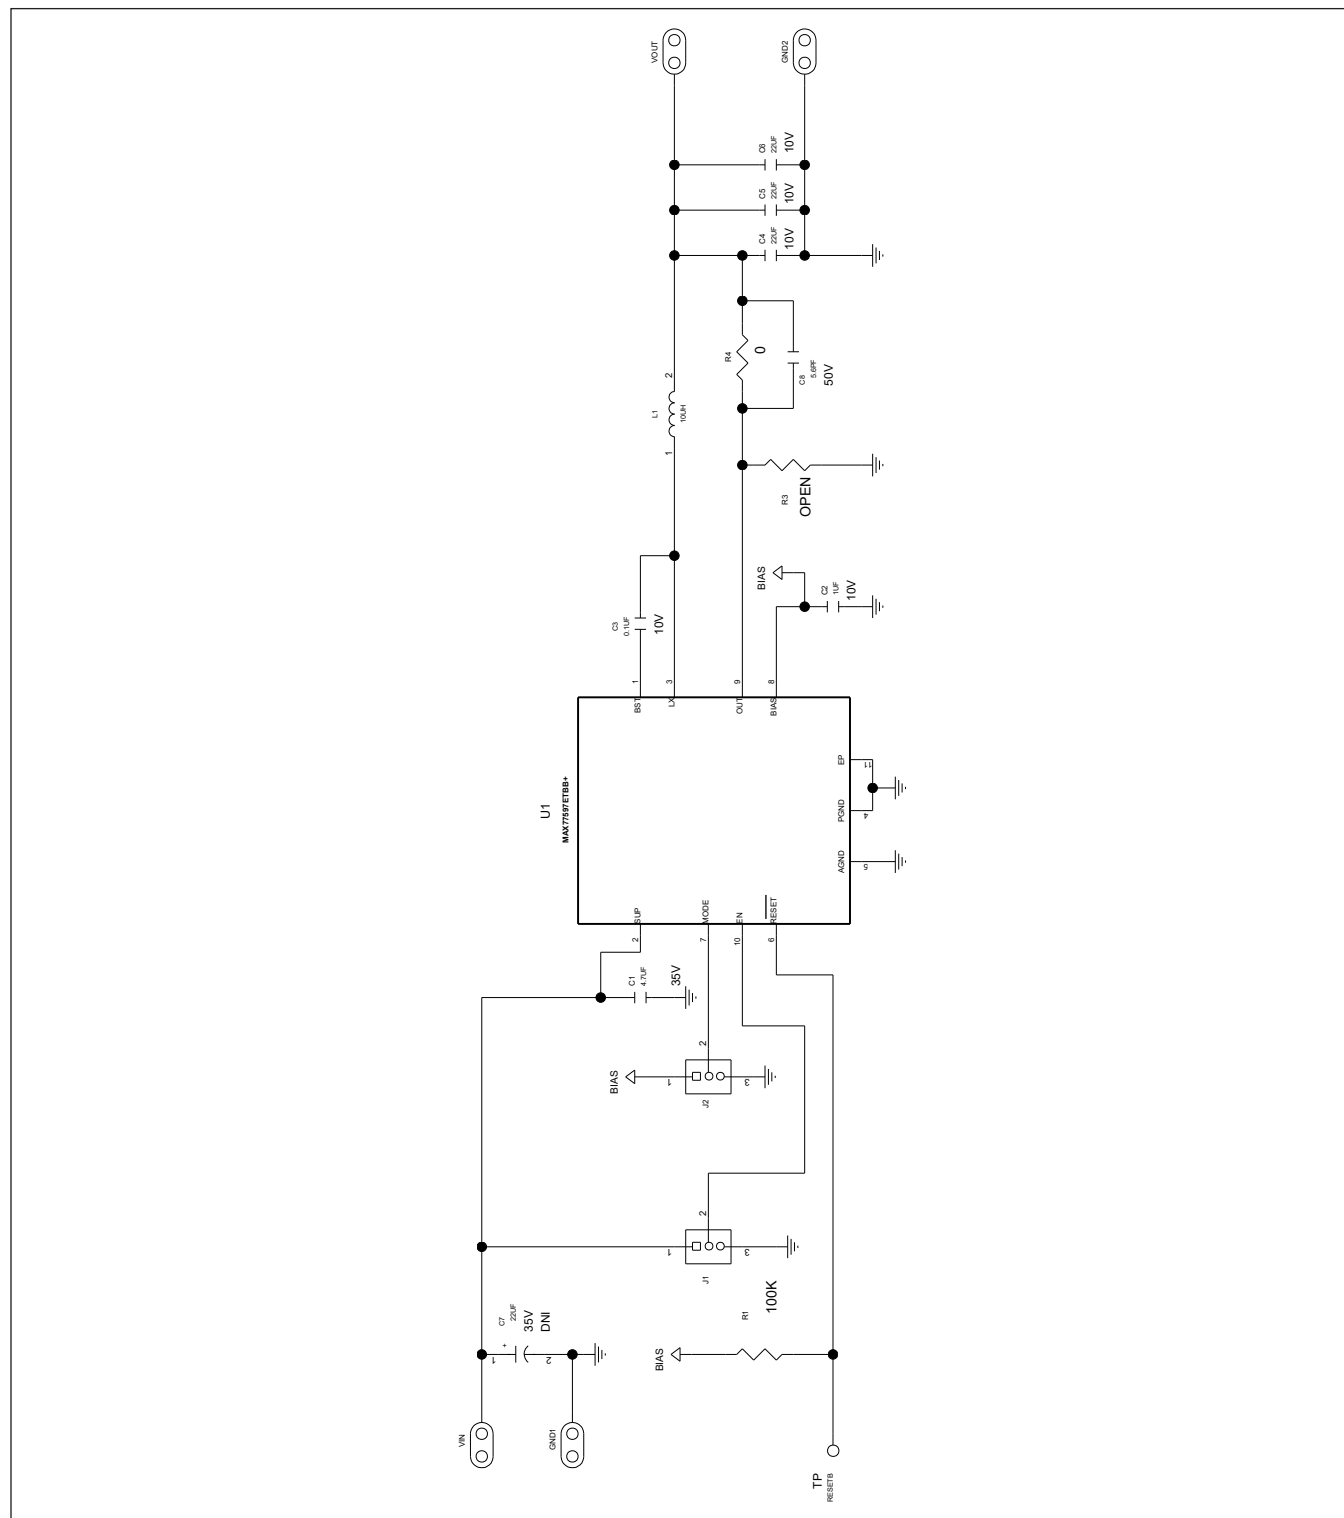 VOUT
GND2
C6
22UF
10V
C5
22UF
10V
C4
22UF
10V
R4
0
C8
5.6PF
50V
2
L1
10UH
1
R3
OPEN
BIAS
C2
1UF
10V
C3
0.1UF
10V
1
3
9
8
BST
LX
OUT
BIAS
U1
MAX77597ETBB+
EP
11
PGND
4
AGND
5
SUP
MODE
EN
RESET
2
7
10
6
C1
4.7UF
35V
BIAS
1
2
3
J2
1
2
3
J1
C7
22UF
35V
DNI
+
1
2
R1
100K
BIAS
VIN
GND1
TP
RESETB